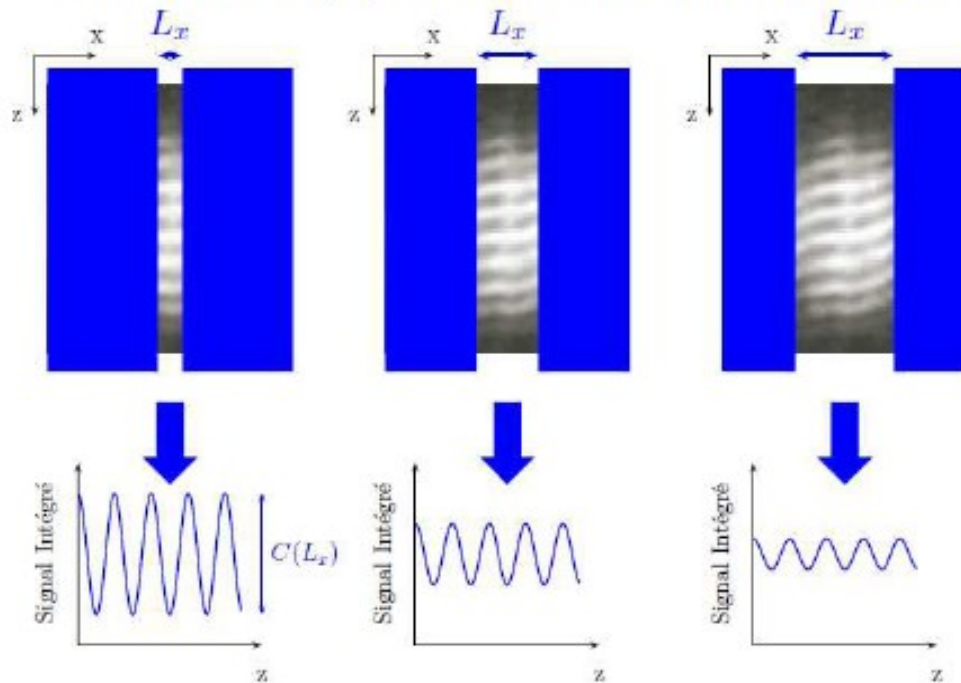 L_x L_x L_x
x x x
z z z
Signal Intégré C(L_x) Signal Intégré Signal Intégré
z z z